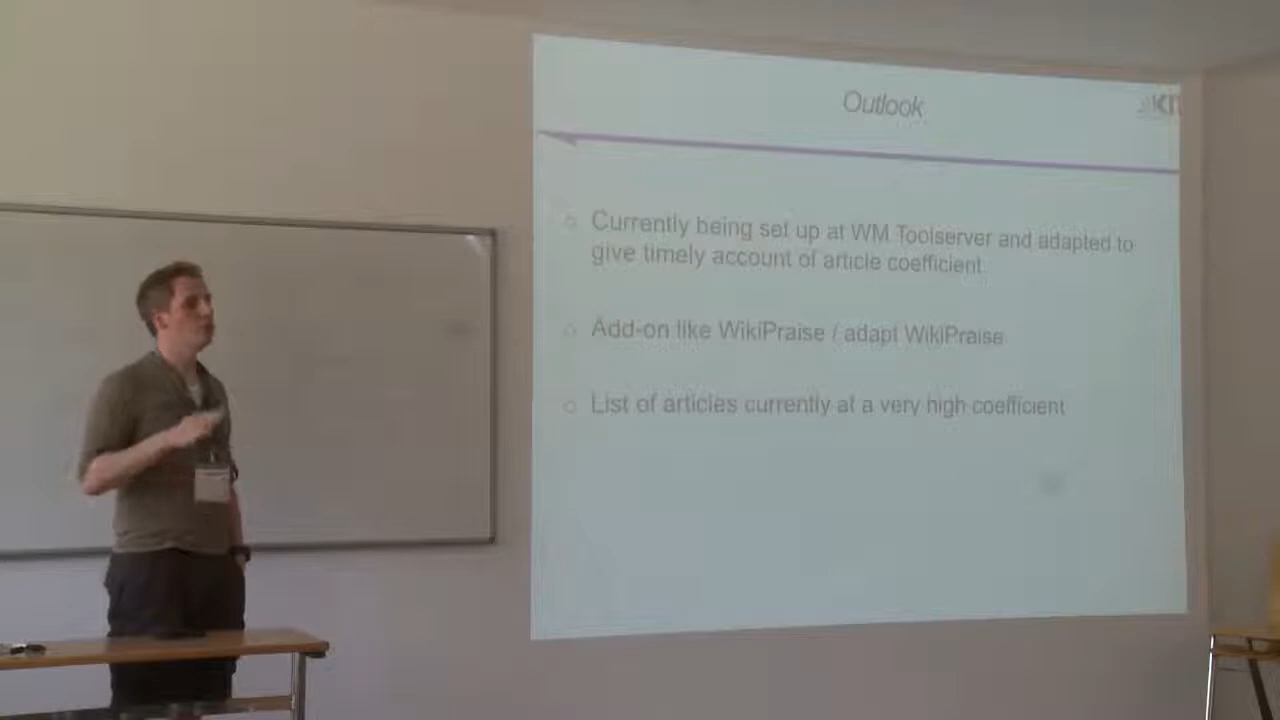 Outlook
KIT
Currently being set up at WM Toolserver and adapted to
give timely account of article coefficient
Add-on like WikiPraise / adapt WikiPraise
List of articles currently at a very high coefficient